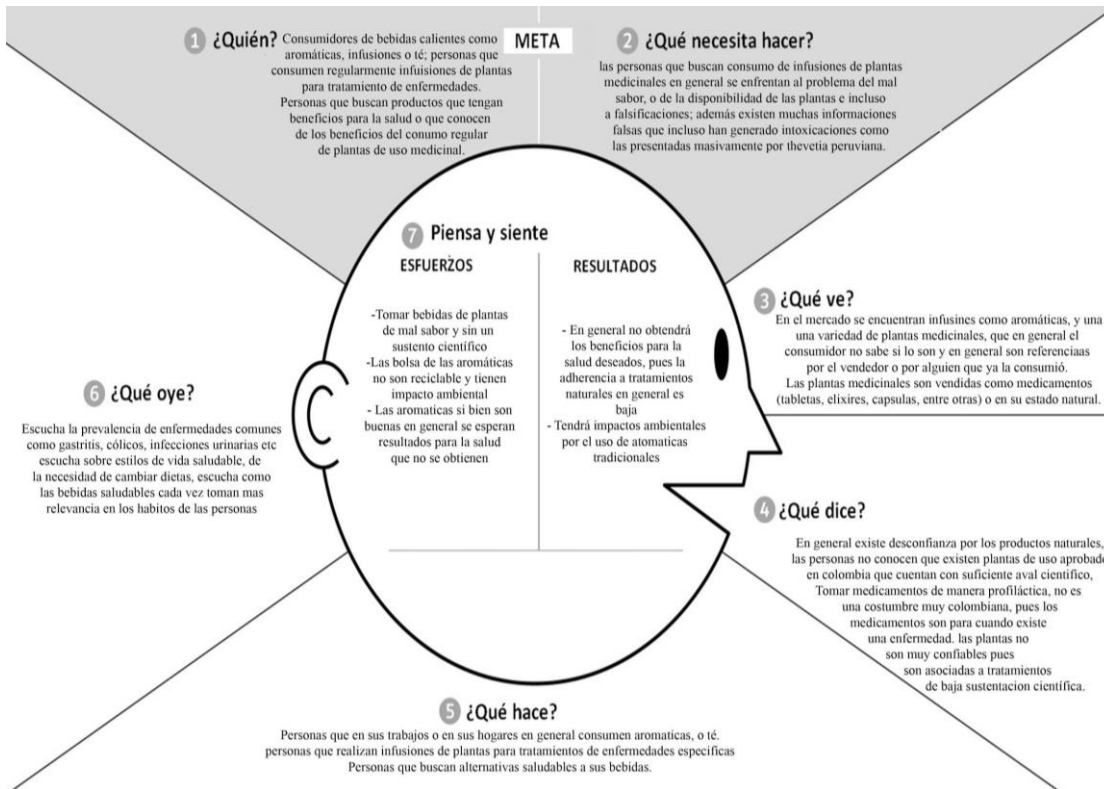 1 ¿Quién?
Consumidores de bebidas calientes como
aromáticas, infusiones o té; personas que
consumen regularmente infuisiones de plantas
para tratamiento de enfermedades.
Personas que buscan productos que tengan
beneficios para la salud o que conocen
de los beneficios del conumo regular
de plantas de uso medicinal.
META
2 ¿Qué necesita hacer?
las personas que buscan consumo de infusiones de plantas
medicinales en general se enfrentan al problema del mal
sabor, o de la disponibilidad de las plantas e incluso
a falsificaciones; además existen muchas informaciones
falsas que incluso han generado intoxicaciones como
las presentadas masivamente por thevetia peruviana.
3 ¿Qué ve?
En el mercado se encuentran infusines como aromáticas, y una
una variedad de plantas medicinales, que en general el
consumidor no sabe si lo son y en general son referenciaas
por el vendedor o por alguien que ya la consumió.
Las plantas medicinales son vendidas como medicamentos
(tabletas, elixires, capsulas, entre otras) o en su estado natural.
4 ¿Qué dice?
En general existe desconfianza por los productos naturales,
las personas no conocen que existen plantas de uso aprobado
en colombia que cuentan con suficiente aval cientifico,
Tomar medicamentos de manera profiláctica, no es
una costumbre muy colombiana, pues los
medicamentos son para cuando existe
una enfermedad. las plantas no
son muy confiables pues
son asociadas a tratamientos
de baja sustentacion científica.
5 ¿Qué hace?
Personas que en sus trabajos o en sus hogares en general consumen aromaticas, o té.
personas que realizan infusiones de plantas para tratamientos de enfermedades especificas
Personas que buscan alternativas saludables a sus bebidas.
6 ¿Qué oye?
Escucha la prevalencia de enfermedades comunes
como gastritis, cólicos, infecciones urinarias etc
escucha sobre estilos de vida saludable, de
la necesidad de cambiar dietas, escucha como
las bebidas saludables cada vez toman mas
relevancia en los habitos de las personas
7 Piensa y siente
ESFUERZOS
-Tomar bebidas de plantas
de mal sabor y sin un
sustento científico
-Las bolsa de las aromáticas
no son reciclable y tienen
impacto ambiental
- Las aromaticas si bien son
buenas en general se esperan
resultados para la salud
que no se obtienen
RESULTADOS
- En general no obtendrá
los beneficios para la
salud deseados, pues la
adherencia a tratamientos
naturales en general es
baja
- Tendrá impactos ambientales
por el uso de atomaticas
tradicionales